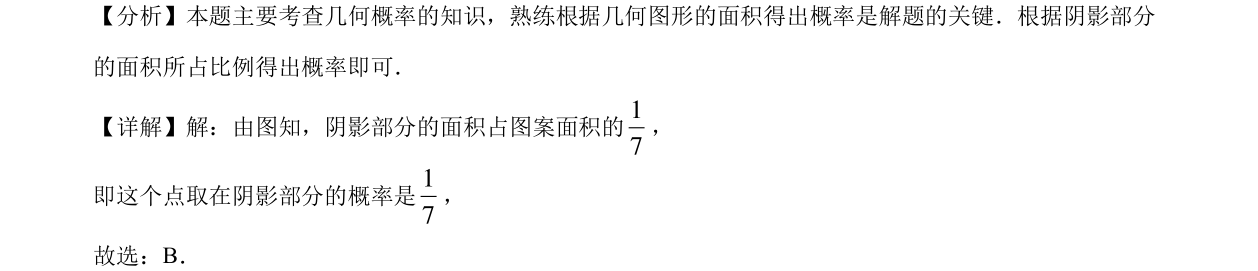 【分析】本题主要考查几何概率的知识，熟练根据几何图形的面积得出概率是解题的关键．根据阴影部分
的面积所占比例得出概率即可．
【详解】解：由图知，阴影部分的面积占图案面积的1/7，
即这个点取在阴影部分的概率是1/7，
故选：B．